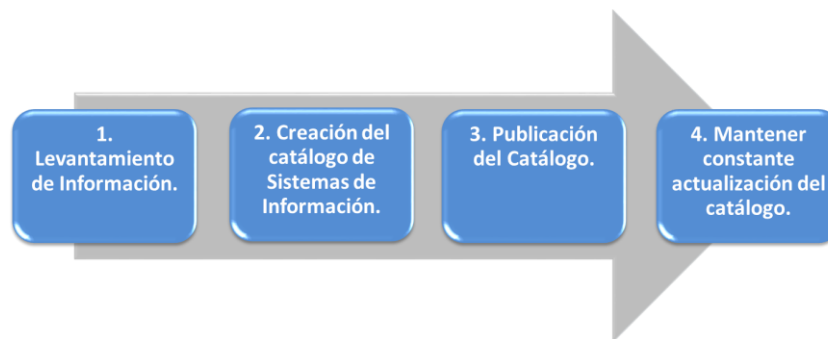 1.
Levantamiento
de Información.
2. Creación del
catálogo de
Sistemas de
Información.
3. Publicación
del Catálogo.
4. Mantener
constante
actualización del
catálogo.